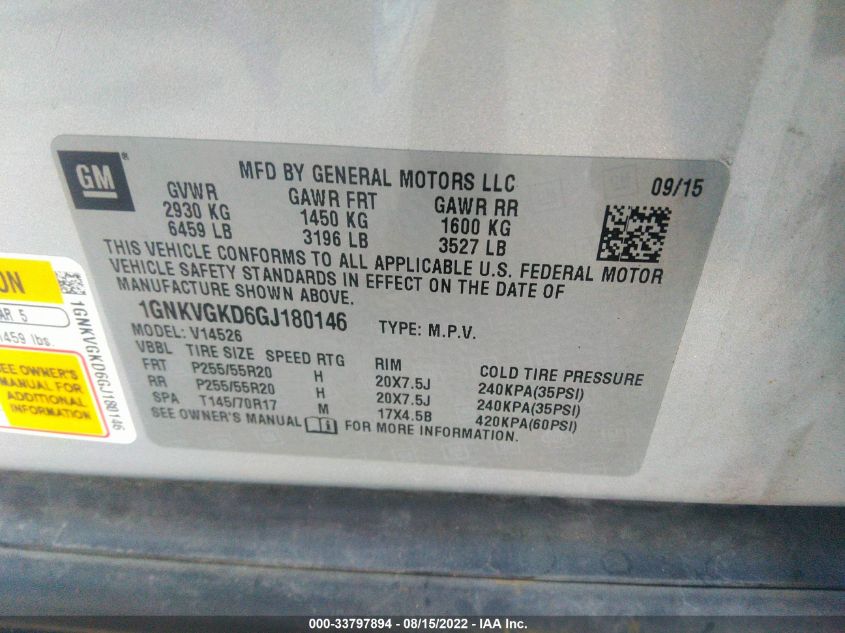 GM®
MFD BY GENERAL MOTORS LLC
09/15
GVWR GAWR FRT GAWR RR
2930 KG 1450 KG 1600 KG
6459 LB 3196 LB 3527 LB
THIS VEHICLE CONFORMS TO ALL APPLICABLE U.S. FEDERAL MOTOR
VEHICLE SAFETY STANDARDS IN EFFECT ON THE DATE OF
MANUFACTURE SHOWN ABOVE.
1GNKVGKD6GJ180146 TYPE: M.P.V.
MODEL: V14526
VBBL TIRE SIZE SPEED RTG RIM COLD TIRE PRESSURE
FRT P255/55R20 H 20X7.5J 240KPA(35PSI)
RR P255/55R20 H 20X7.5J 240KPA(35PSI)
SPA T145/70R17 M 17X4.5B 420KPA(60PSI)
SEE OWNER'S MANUAL FOR MORE INFORMATION.
ON
AR 5
459 lbs.
SEE OWNER'S
MANUAL FOR
ADDITIONAL
INFORMATION
1GNKVGKD6GJ180146
000-33797894 - 08/15/2022 - IAA Inc.